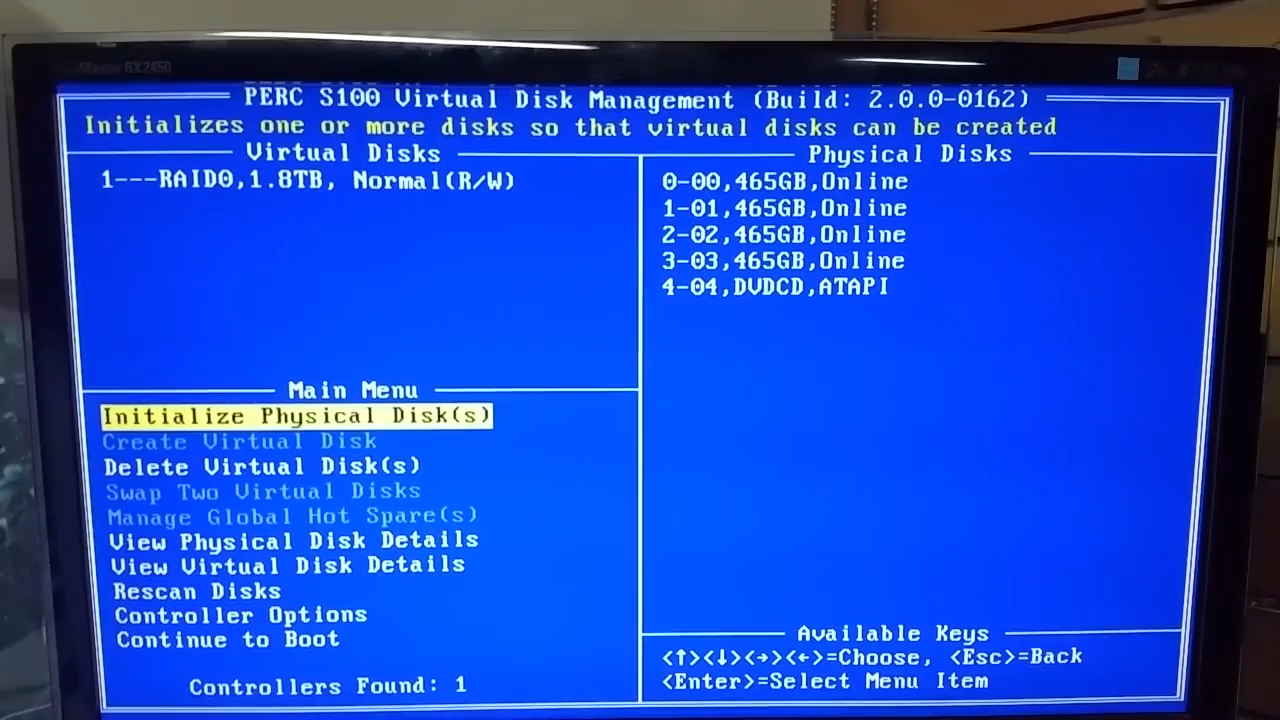 PERC S100 Virtual Disk Management (Build: 2.0.0-0162)
Initializes one or more disks so that virtual disks can be created
Virtual Disks
1---RAID0,1.8TB, Normal(R/W)
Physical Disks
0-00,465GB,Online
1-01,465GB,Online
2-02,465GB,Online
3-03,465GB,Online
4-04,DVDCD,ATAPI
Main Menu
Initialize Physical Disk(s)
Create Virtual Disk
Delete Virtual Disk(s)
Swap Two Virtual Disks
Manage Global Hot Spare(s)
View Physical Disk Details
View Virtual Disk Details
Rescan Disks
Controller Options
Continue to Boot
Controllers Found: 1
Available Keys
<↑><↓><→><←>=Choose, <Esc>=Back
<Enter>=Select Menu Item